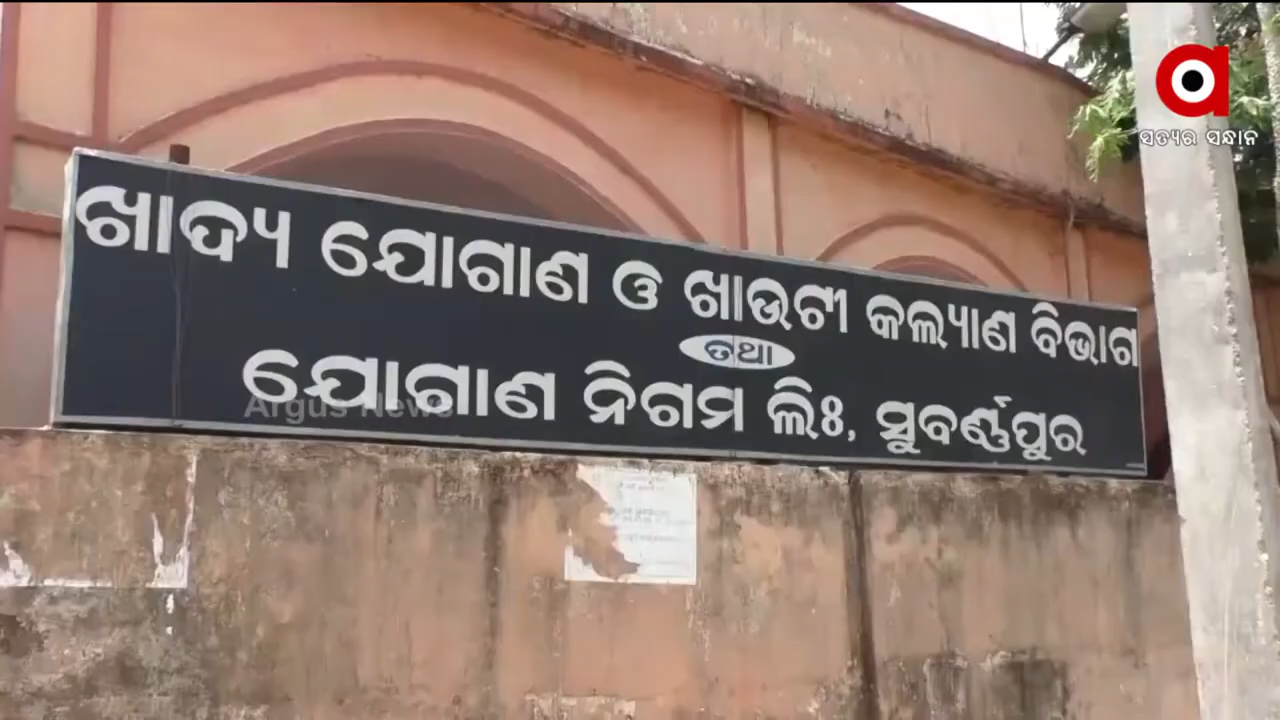 ସତ୍ୟର ସନ୍ଧାନ
ଖାଦ୍ୟ ଯୋଗାଣ ଓ ଖାଉଟୀ କଲ୍ୟାଣ ବିଭାଗ
ତଥା
ଯୋଗାଣ ନିଗମ ଲିଃ, ସୁବର୍ଣ୍ଣପୁର
Argus News